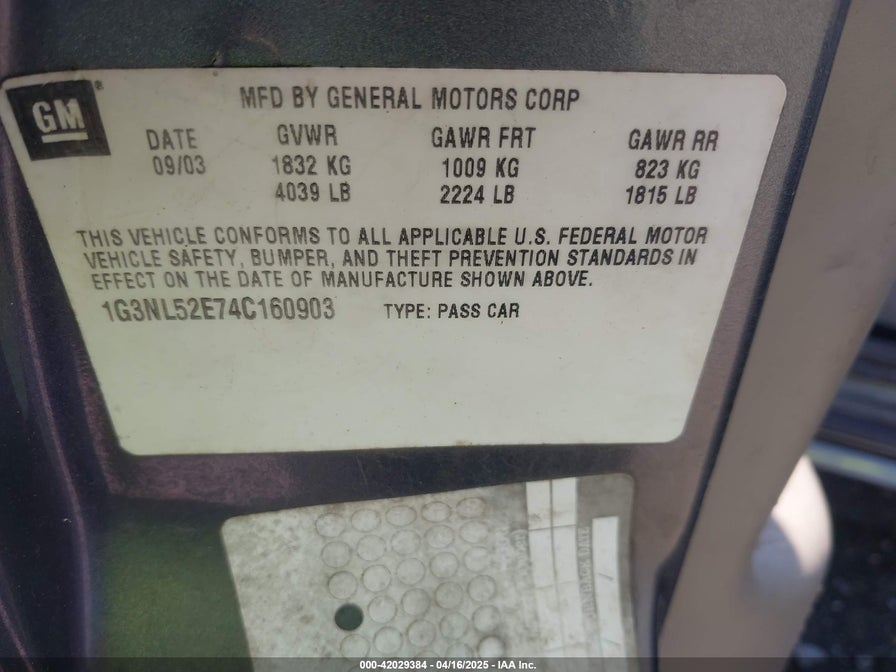 GM
MFD BY GENERAL MOTORS CORP
DATE GVWR GAWR FRT GAWR RR
09/03 1832 KG 1009 KG 823 KG
4039 LB 2224 LB 1815 LB
THIS VEHICLE CONFORMS TO ALL APPLICABLE U.S. FEDERAL MOTOR
VEHICLE SAFETY, BUMPER, AND THEFT PREVENTION STANDARDS IN
EFFECT ON THE DATE OF MANUFACTURE SHOWN ABOVE.
1G3NL52E74C160903 TYPE: PASS CAR
DATE
000-42029384 - 04/16/2025 - IAA Inc.